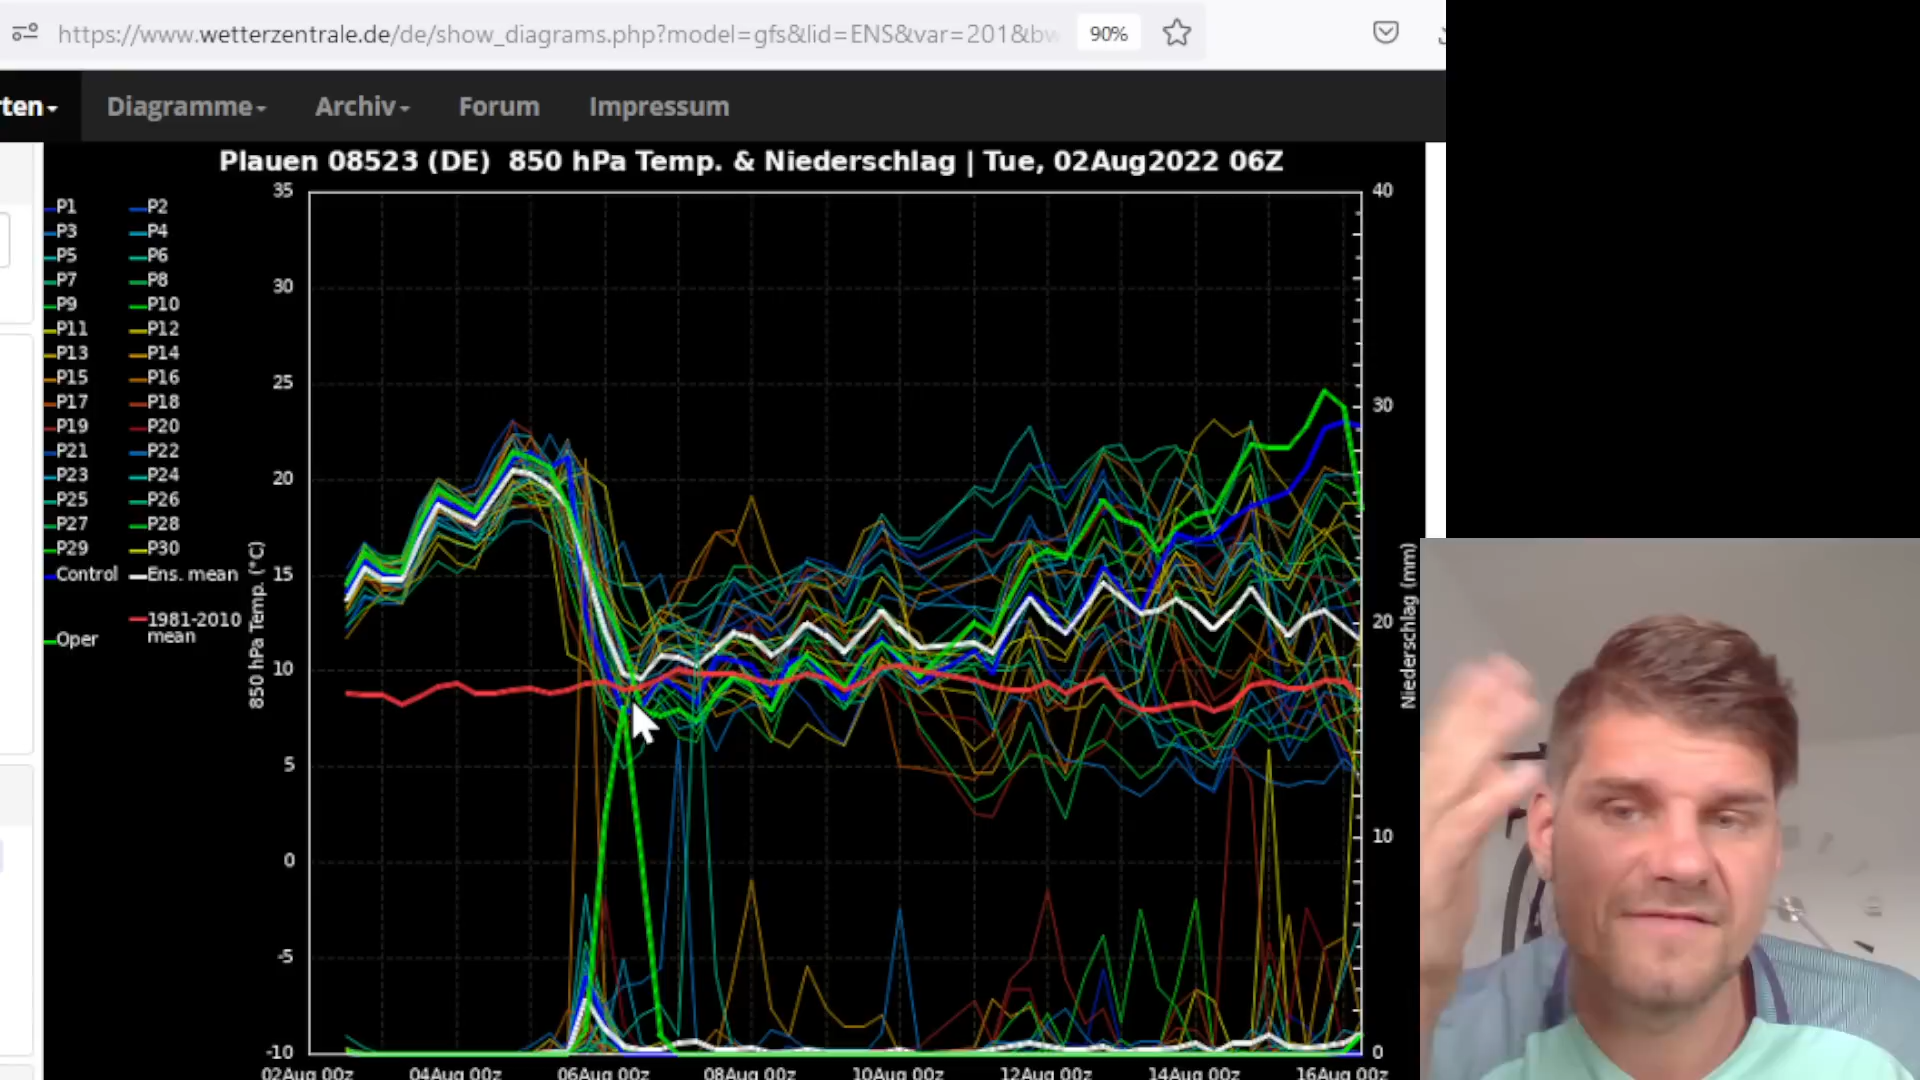 https://www.wetterzentrale.de/de/show_diagrams.php?model=gfs&lid=ENS&var=201&bw
90%
rten
Diagramme
Archiv
Forum
Impressum
Plauen 08523 (DE) 850 hPa Temp. & Niederschlag | Tue, 02Aug2022 06Z
P1 P2
P3 P4
P5 P6
P7 P8
P9 P10
P11 P12
P13 P14
P15 P16
P17 P18
P19 P20
P21 P22
P23 P24
P25 P26
P27 P28
P29 P30
Control Ens. mean
1981-2010
mean
Oper
850 hPa Temp. (°C)
35
30
25
20
15
10
5
0
-5
-10
40
30
20
10
0
Niederschlag (mm)
02Aug 00z 04Aug 00z 06Aug 00z 08Aug 00z 10Aug 00z 12Aug 00z 14Aug 00z 16Aug 00z